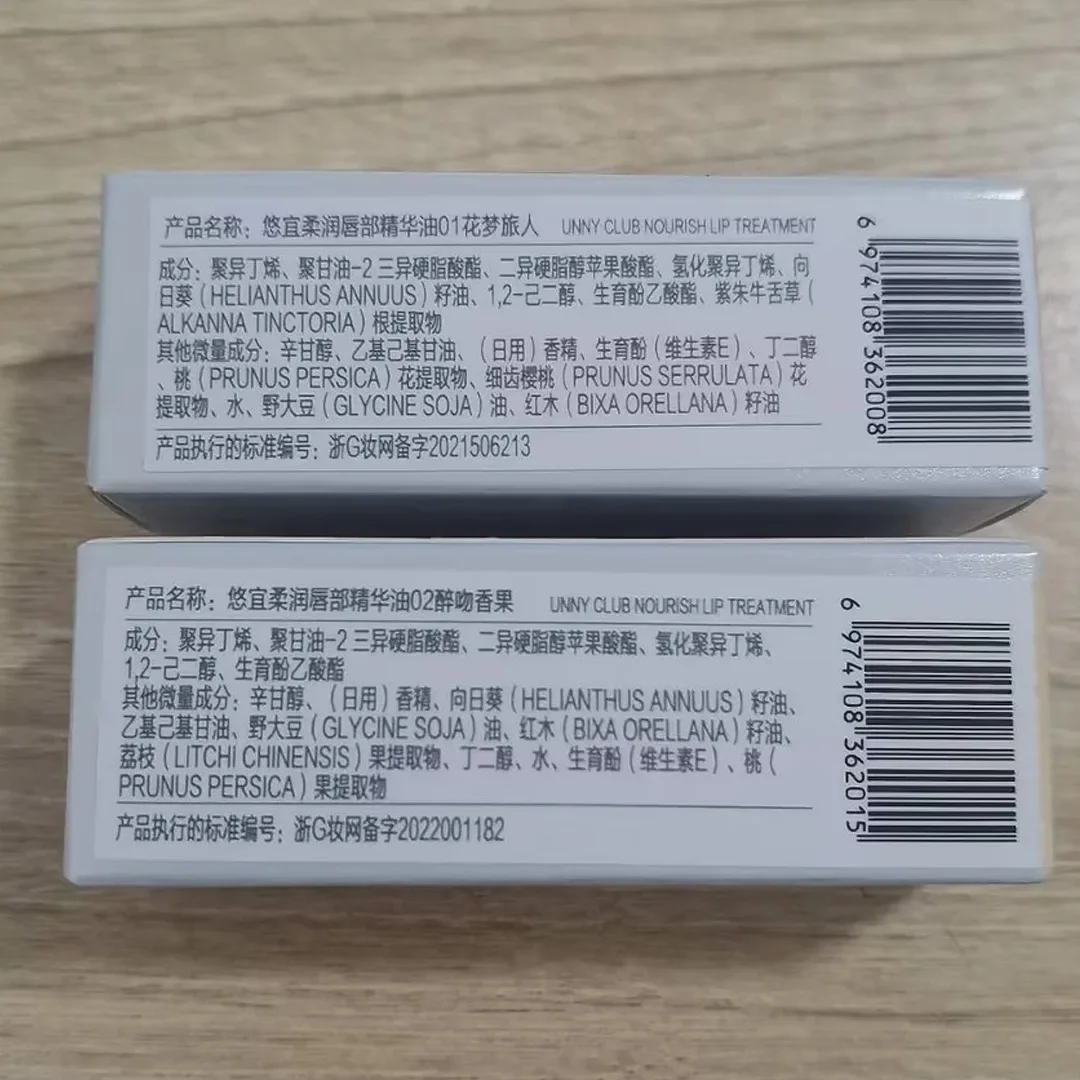 产品名称：悠宜柔润唇部精华油01花梦旅人 UNNY CLUB NOURISH LIP TREATMENT
成分：聚异丁烯、聚甘油-2 三异硬脂酸酯、二异硬脂醇苹果酸酯、氢化聚异丁烯、向
日葵（HELIANTHUS ANNUUS）籽油、1,2-己二醇、生育酚乙酸酯、紫朱牛舌草（
ALKANNA TINCTORIA）根提取物
其他微量成分：辛甘醇、乙基己基甘油、（日用）香精、生育酚（维生素E）、丁二醇
、桃（PRUNUS PERSICA）花提取物、细齿樱桃（PRUNUS SERRULATA）花
提取物、水、野大豆（GLYCINE SOJA）油、红木（BIXA ORELLANA）籽油
产品执行的标准编号：浙G妆网备字2021506213
6 974108 362008
产品名称：悠宜柔润唇部精华油02醉吻香果 UNNY CLUB NOURISH LIP TREATMENT
成分：聚异丁烯、聚甘油-2 三异硬脂酸酯、二异硬脂醇苹果酸酯、氢化聚异丁烯、
1,2-己二醇、生育酚乙酸酯
其他微量成分：辛甘醇、（日用）香精、向日葵（HELIANTHUS ANNUUS）籽油、
乙基己基甘油、野大豆（GLYCINE SOJA）油、红木（BIXA ORELLANA）籽油、
荔枝（LITCHI CHINENSIS）果提取物、丁二醇、水、生育酚（维生素E）、桃（
PRUNUS PERSICA）果提取物
产品执行的标准编号：浙G妆网备字2022001182
6 974108 362015